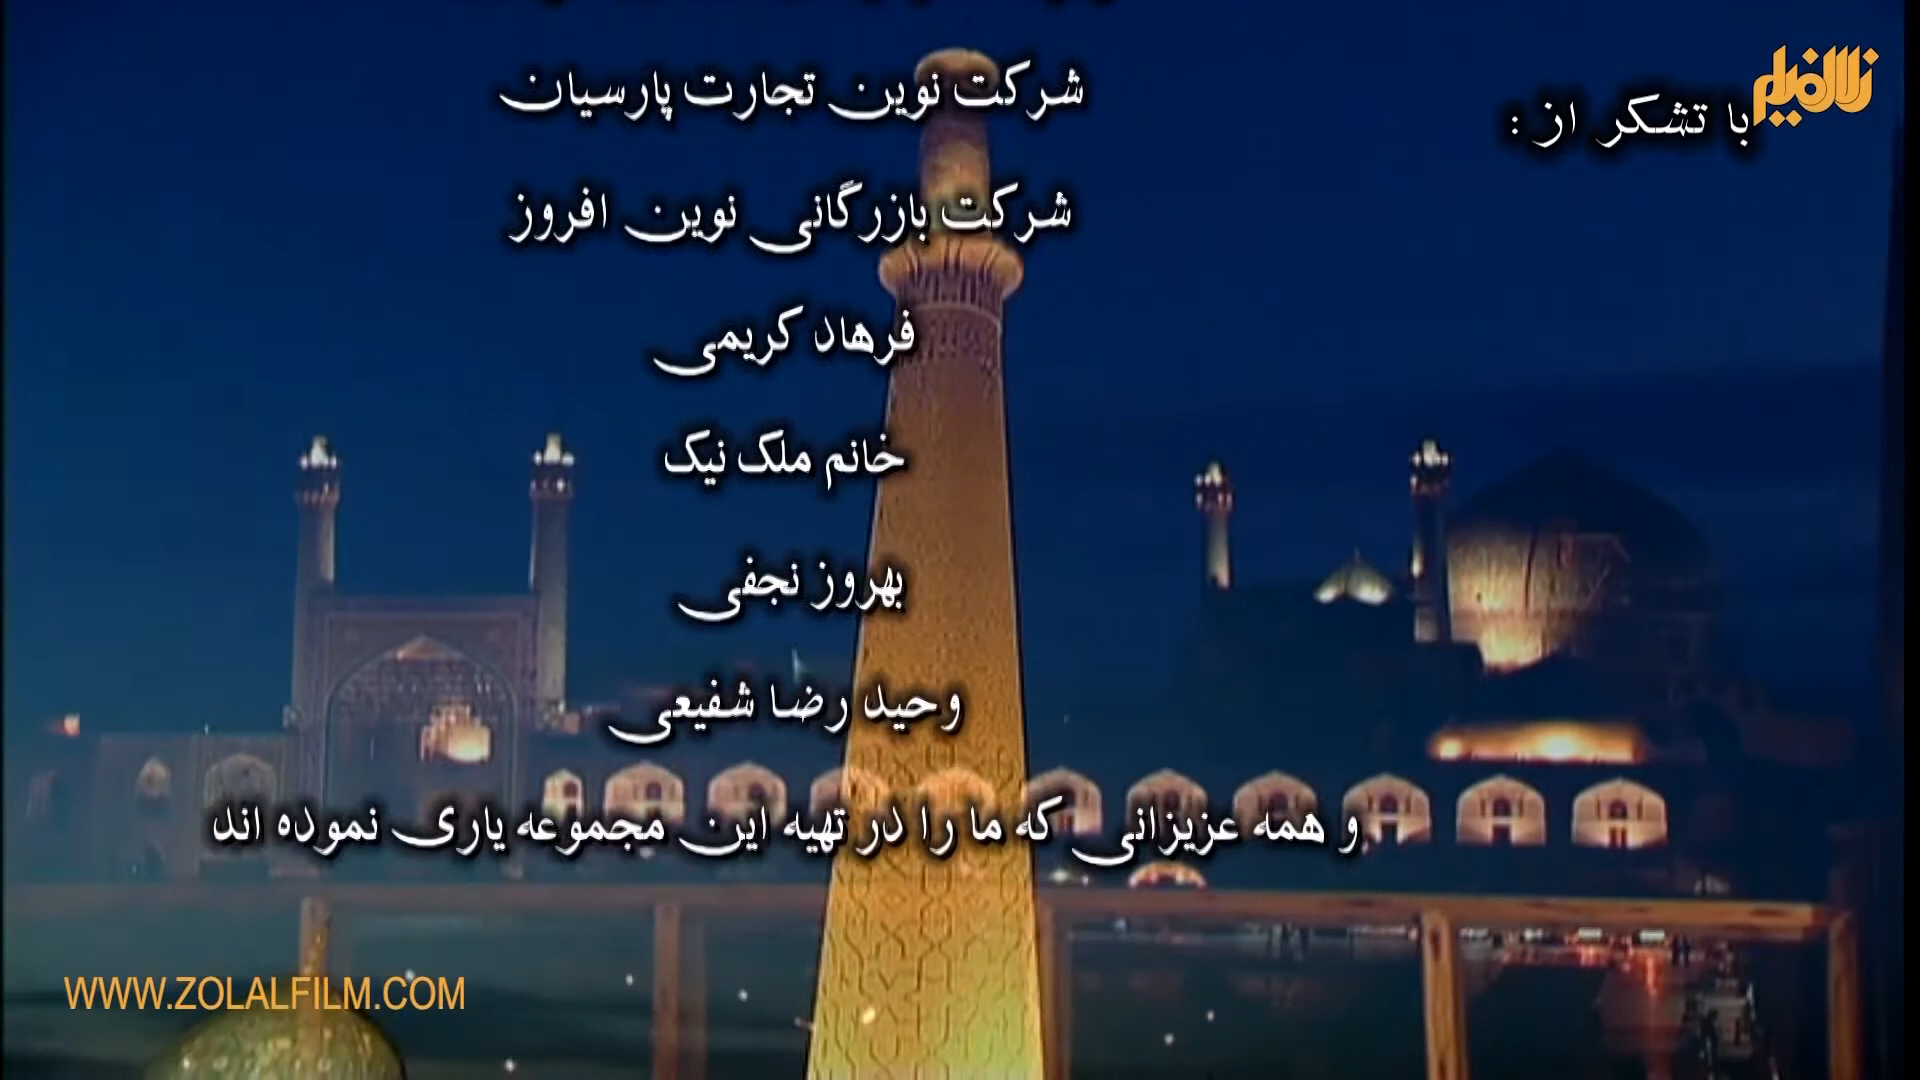 زلال فیلم
با تشکر از :
شرکت نوین تجارت پارسیان
شرکت بازرگانی نوین افروز
فرهاد کریمی
خانم ملک نیک
بهروز نجفی
وحید رضا شفیعی
و همه عزیزانی که ما را در تهیه این مجموعه یاری نموده اند
WWW.ZOLALFILM.COM